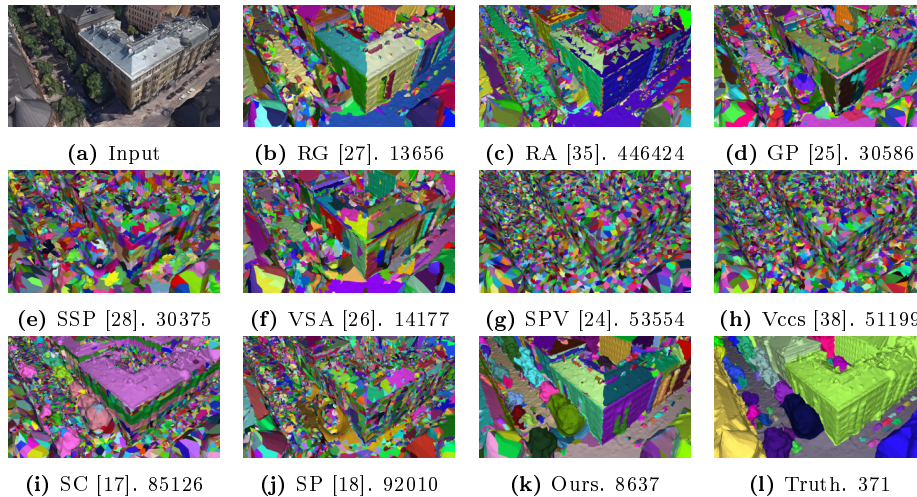 (a) Input
(b) RG [27]. 13656
(c) RA [35]. 446424
(d) GP [25]. 30586
(e) SSP [28]. 30375
(f) VSA [26]. 14177
(g) SPV [24]. 53554
(h) Vccs [38]. 51199
(i) SC [17]. 85126
(j) SP [18]. 92010
(k) Ours. 8637
(l) Truth. 371